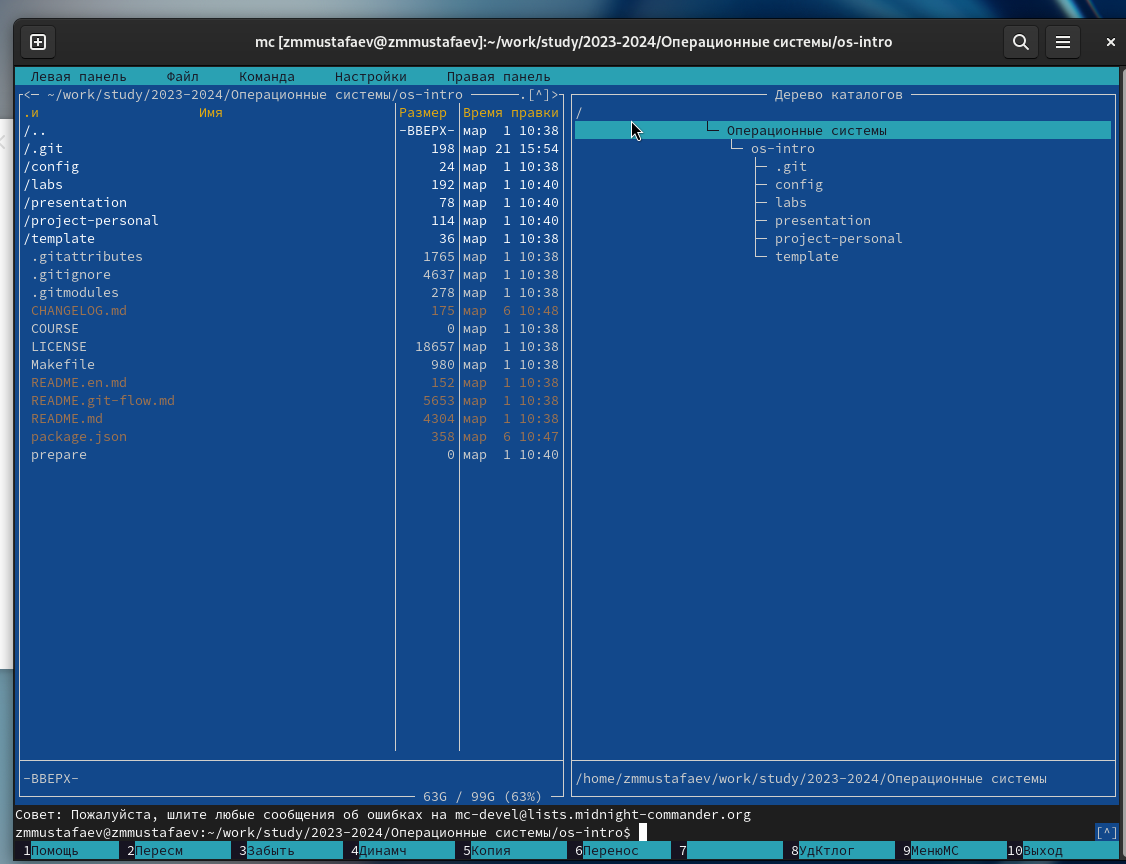 mc [zmmustafaev@zmmustafaev]:~/work/study/2023-2024/Операционные системы/os-intro
Левая панель Файл Команда Настройки Правая панель
<─ ~/work/study/2023-2024/Операционные системы/os-intro ──────.[^]>
.и Имя Размер Время правки
/.. -ВВЕРХ- мар 1 10:38
/.git 198 мар 21 15:54
/config 24 мар 1 10:38
/labs 192 мар 1 10:40
/presentation 78 мар 1 10:40
/project-personal 114 мар 1 10:40
/template 36 мар 1 10:38
.gitattributes 1765 мар 1 10:38
.gitignore 4637 мар 1 10:38
.gitmodules 278 мар 1 10:38
CHANGELOG.md 175 мар 6 10:48
COURSE 0 мар 1 10:38
LICENSE 18657 мар 1 10:38
Makefile 980 мар 1 10:38
README.en.md 152 мар 1 10:38
README.git-flow.md 5653 мар 1 10:38
README.md 4304 мар 1 10:38
package.json 358 мар 6 10:47
prepare 0 мар 1 10:40
-ВВЕРХ-
63G / 99G (63%)
Дерево каталогов
/
Операционные системы
os-intro
.git
config
labs
presentation
project-personal
template
/home/zmmustafaev/work/study/2023-2024/Операционные системы
Совет: Пожалуйста, шлите любые сообщения об ошибках на mc-devel@lists.midnight-commander.org
zmmustafaev@zmmustafaev:~/work/study/2023-2024/Операционные системы/os-intro$ [^]
1Помощь 2Пересм 3Забыть 4Динамч 5Копия 6Перенос 7 8УдКтлог 9МенюMC 10Выход